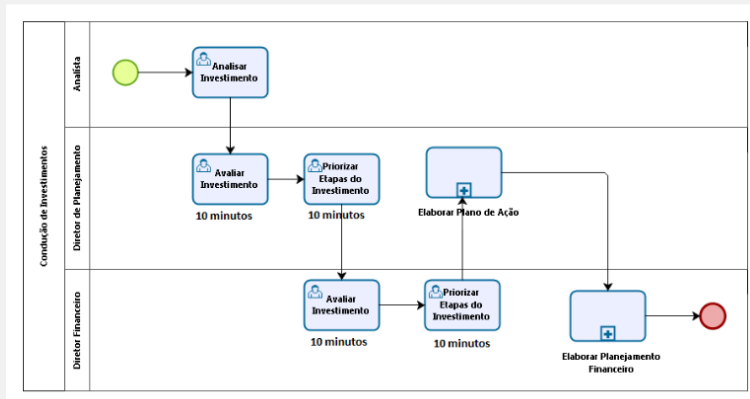 Condução de Investimentos
Analista
Analisar
Investimento
Diretor de Planejamento
Avaliar
Investimento
10 minutos
Priorizar
Etapas do
Investimento
10 minutos
Elaborar Plano de Ação
Diretor Financeiro
Avaliar
Investimento
10 minutos
Priorizar
Etapas do
Investimento
10 minutos
Elaborar Planejamento
Financeiro